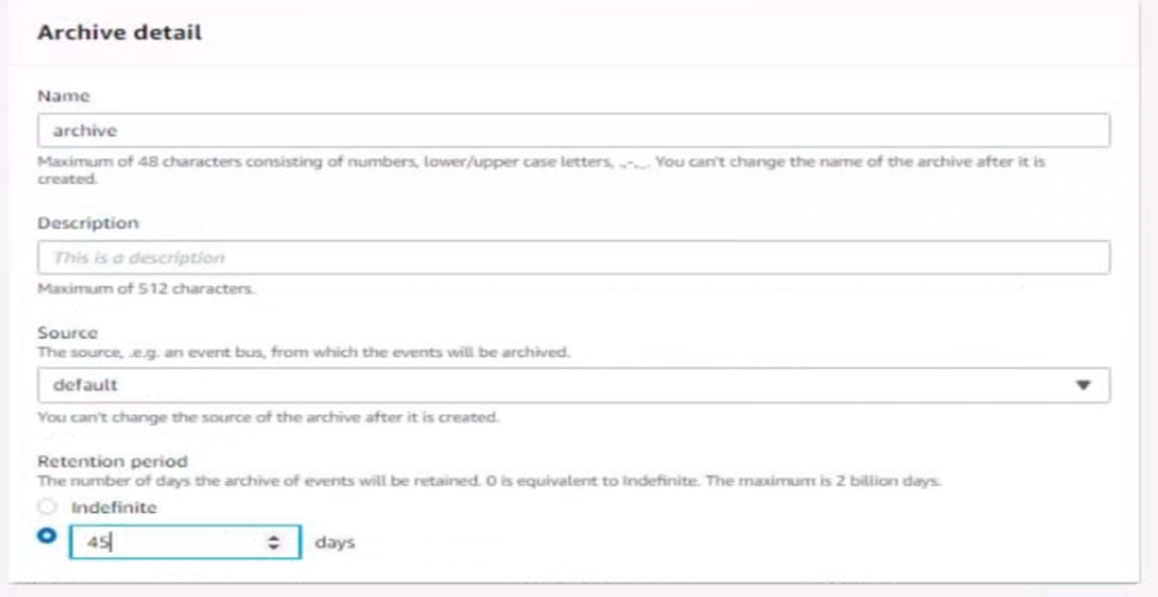 Archive detail
Name
archive
Maximum of 48 characters consisting of numbers, lower/upper case letters, .,-,_. You can't change the name of the archive after it is
created.
Description
This is a description
Maximum of 512 characters.
Source
The source, .e.g. an event bus, from which the events will be archived.
default
You can't change the source of the archive after it is created.
Retention period
The number of days the archive of events will be retained. 0 is equivalent to Indefinite. The maximum is 2 billion days.
Indefinite
45 days